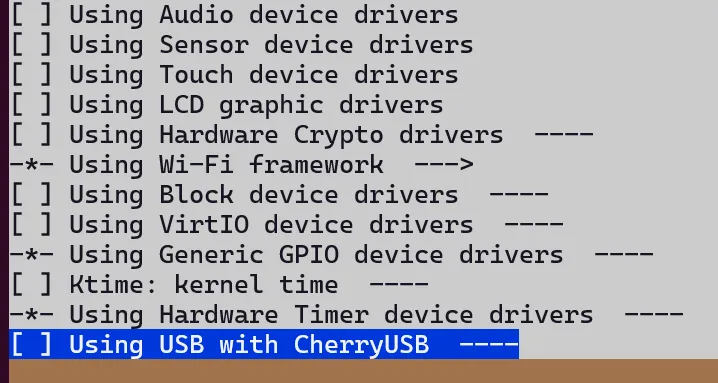 [ ] Using Audio device drivers
[ ] Using Sensor device drivers
[ ] Using Touch device drivers
[ ] Using LCD graphic drivers
[ ] Using Hardware Crypto drivers  ----
-*- Using Wi-Fi framework  --->
[ ] Using Block device drivers  ----
[ ] Using VirtIO device drivers  ----
-*- Using Generic GPIO device drivers  ----
[ ] Ktime: kernel time  ----
-*- Using Hardware Timer device drivers  ----
[ ] Using USB with CherryUSB  ----